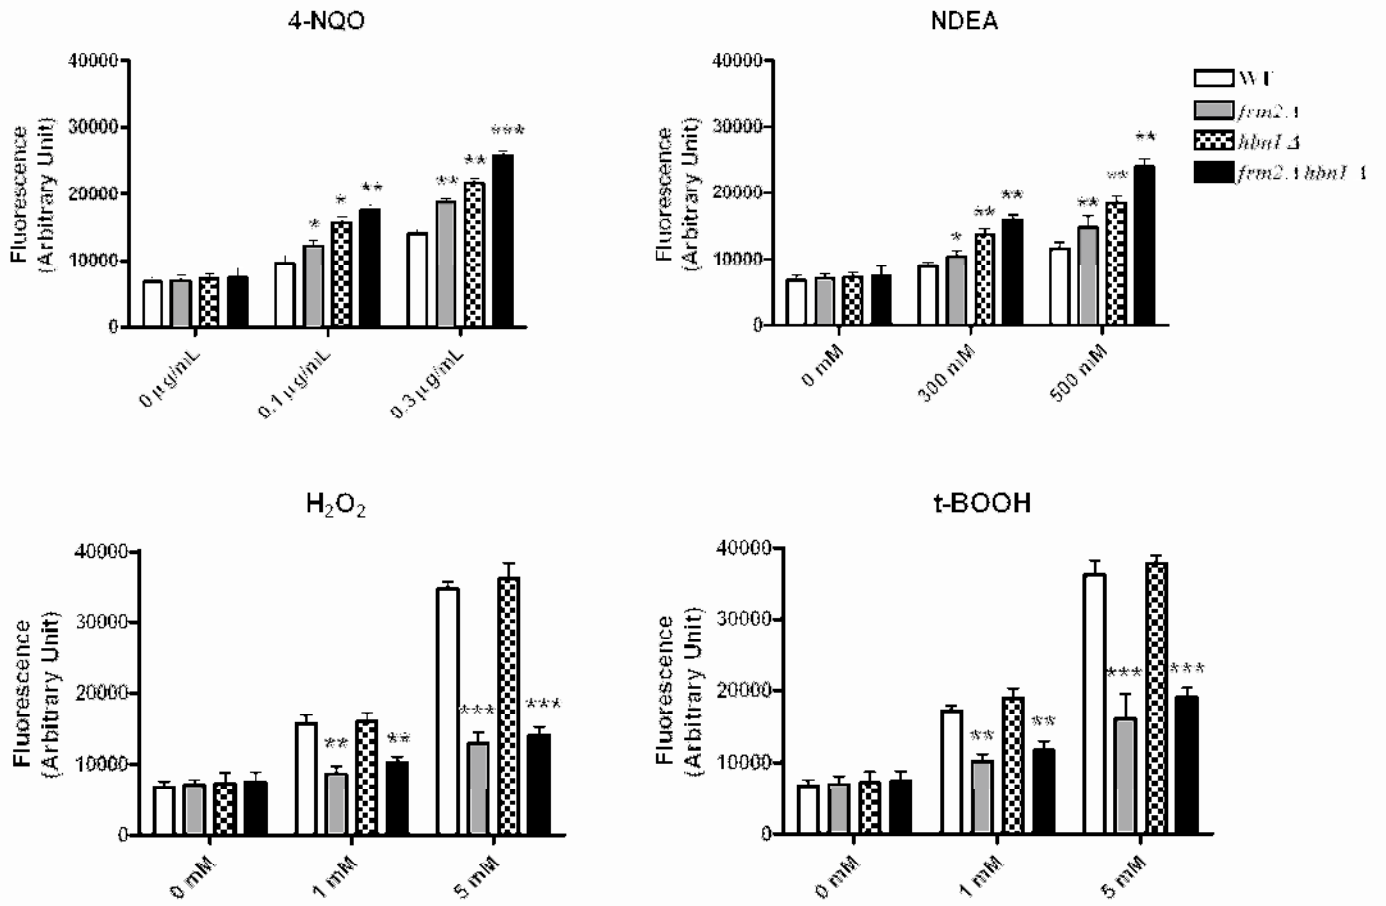 4-NQO
Fluorescence
(Arbitrary Unit)
40000
30000
20000
10000
0
*
*
**
**
**
***
0 µg/mL
0.1 µg/mL
0.3 µg/mL
NDEA
Fluorescence
(Arbitrary Unit)
40000
30000
20000
10000
0
*
**
**
**
**
**
0 mM
300 mM
500 mM
WT
frm2Δ
hbn1Δ
frm2Δhbn1Δ
H₂O₂
Fluorescence
(Arbitrary Unit)
40000
30000
20000
10000
0
**
**
***
***
0 mM
1 mM
5 mM
t-BOOH
Fluorescence
(Arbitrary Unit)
40000
30000
20000
10000
0
**
**
***
***
0 mM
1 mM
5 mM